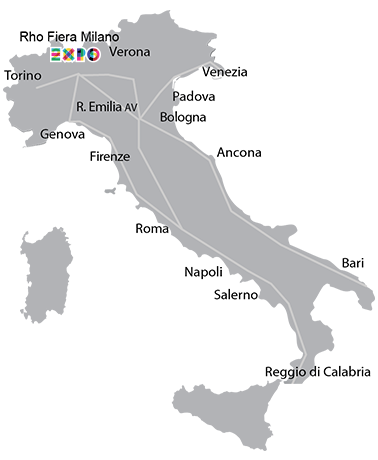 Rho Fiera Milano
EXPO
Verona
Torino
Venezia
Padova
R. Emilia AV
Bologna
Genova
Firenze
Ancona
Roma
Bari
Napoli
Salerno
Reggio di Calabria